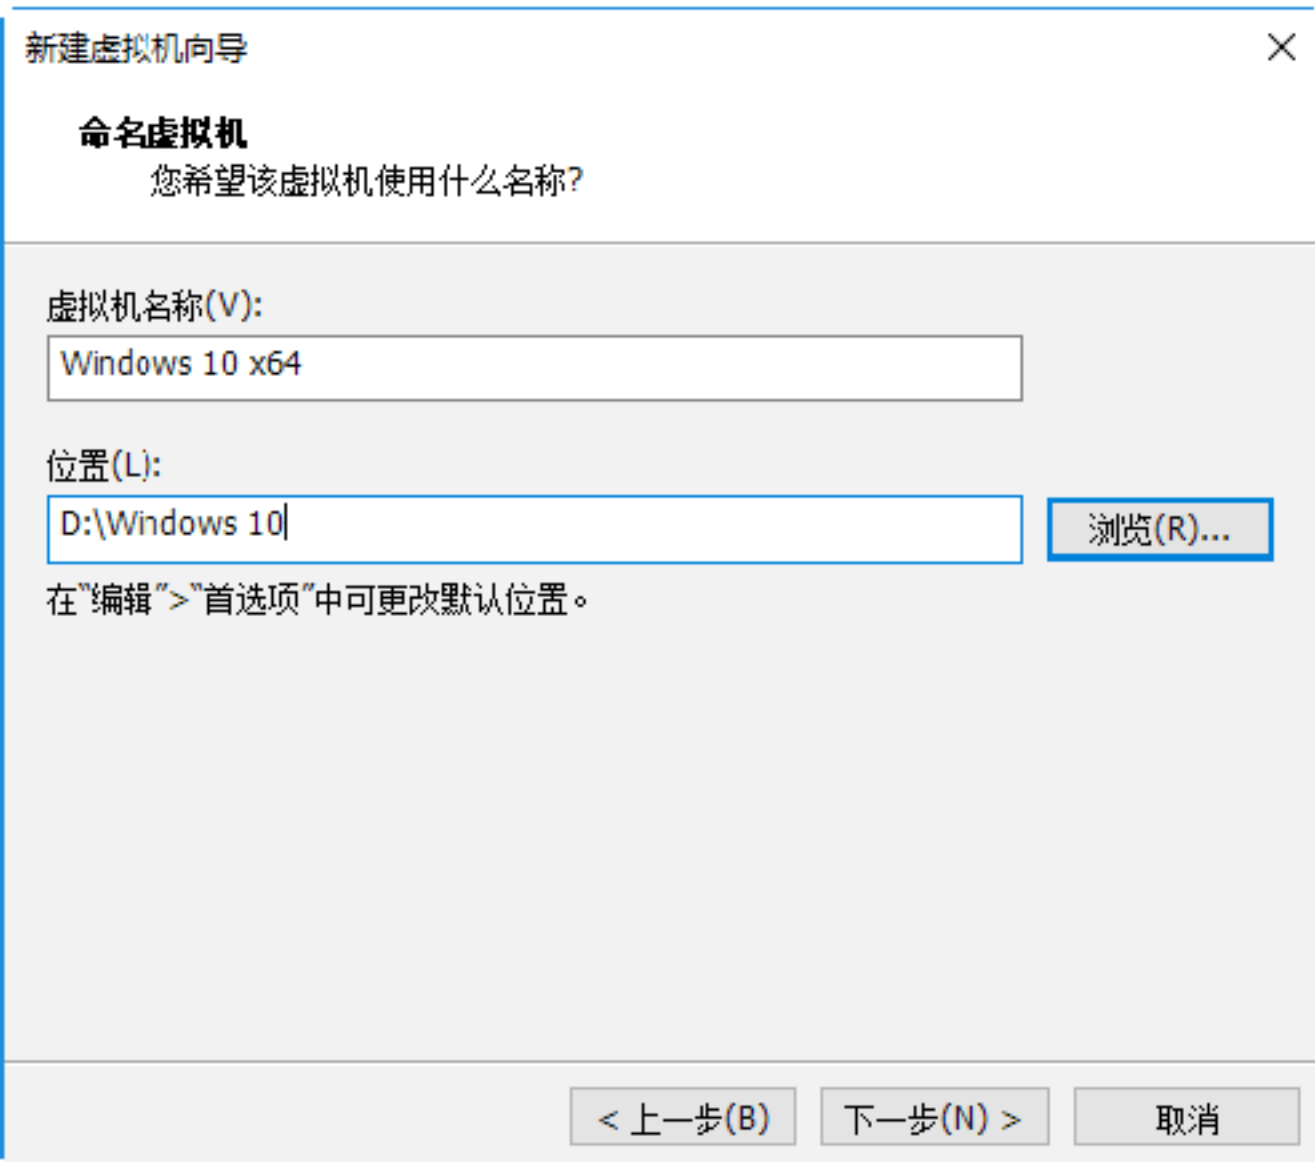 新建虚拟机向导
命名虚拟机
您希望该虚拟机使用什么名称?
虚拟机名称(V):
Windows 10 x64
位置(L):
D:\Windows 10
浏览(R)...
在"编辑">"首选项"中可更改默认位置。
< 上一步(B)
下一步(N) >
取消